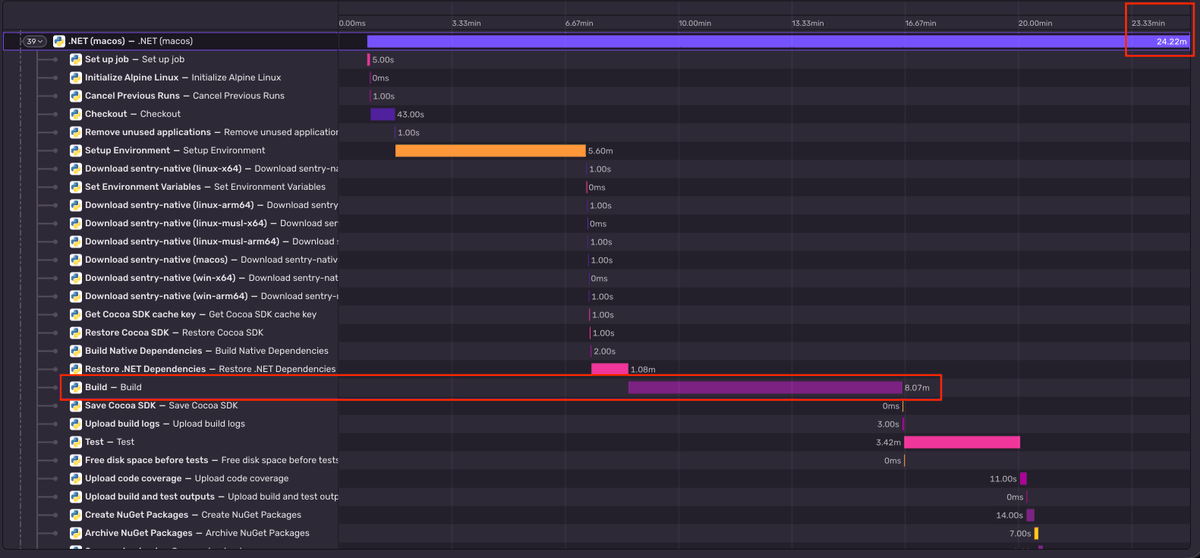 0.00ms 3.33min 6.67min 10.00min 13.33min 16.67min 20.00min 23.33min
39 .NET (macos) — .NET (macos) 24.22m
Set up job — Set up job 5.00s
Initialize Alpine Linux — Initialize Alpine Linux 0ms
Cancel Previous Runs — Cancel Previous Runs 1.00s
Checkout — Checkout 43.00s
Remove unused applications — Remove unused application 1.00s
Setup Environment — Setup Environment 5.60m
Download sentry-native (linux-x64) — Download sentry-na 1.00s
Set Environment Variables — Set Environment Variables 0ms
Download sentry-native (linux-arm64) — Download sentry 1.00s
Download sentry-native (linux-musl-x64) — Download ser 0ms
Download sentry-native (linux-musl-arm64) — Download s 1.00s
Download sentry-native (macos) — Download sentry-nativ 1.00s
Download sentry-native (win-x64) — Download sentry-nat 0ms
Download sentry-native (win-arm64) — Download sentry-n 1.00s
Get Cocoa SDK cache key — Get Cocoa SDK cache key 1.00s
Restore Cocoa SDK — Restore Cocoa SDK 1.00s
Build Native Dependencies — Build Native Dependencies 2.00s
Restore .NET Dependencies — Restore .NET Dependencies 1.08m
Build — Build 8.07m
Save Cocoa SDK — Save Cocoa SDK 0ms
Upload build logs — Upload build logs 3.00s
Test — Test 3.42m
Free disk space before tests — Free disk space before tests 0ms
Upload code coverage — Upload code coverage 11.00s
Upload build and test outputs — Upload build and test outp 0ms
Create NuGet Packages — Create NuGet Packages 14.00s
Archive NuGet Packages — Archive NuGet Packages 7.00s